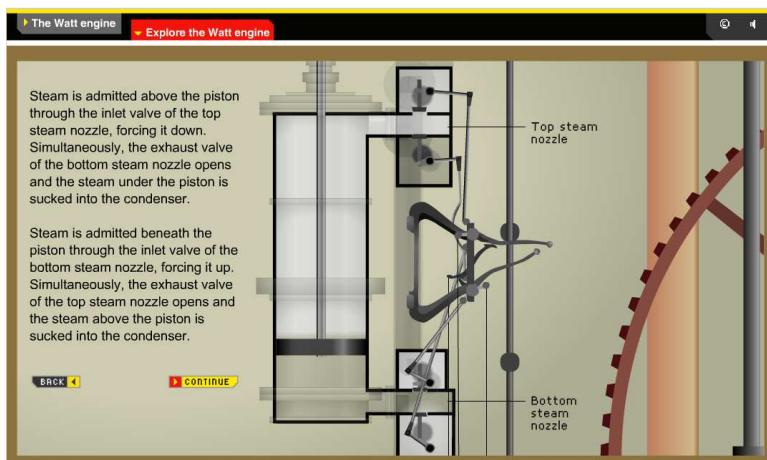 The Watt engine
Explore the Watt engine
©
Steam is admitted above the piston
through the inlet valve of the top
steam nozzle, forcing it down.
Simultaneously, the exhaust valve
of the bottom steam nozzle opens
and the steam under the piston is
sucked into the condenser.
Steam is admitted beneath the
piston through the inlet valve of the
bottom steam nozzle, forcing it up.
Simultaneously, the exhaust valve
of the top steam nozzle opens and
the steam above the piston is
sucked into the condenser.
BACK
CONTINUE
Top steam
nozzle
Bottom
steam
nozzle